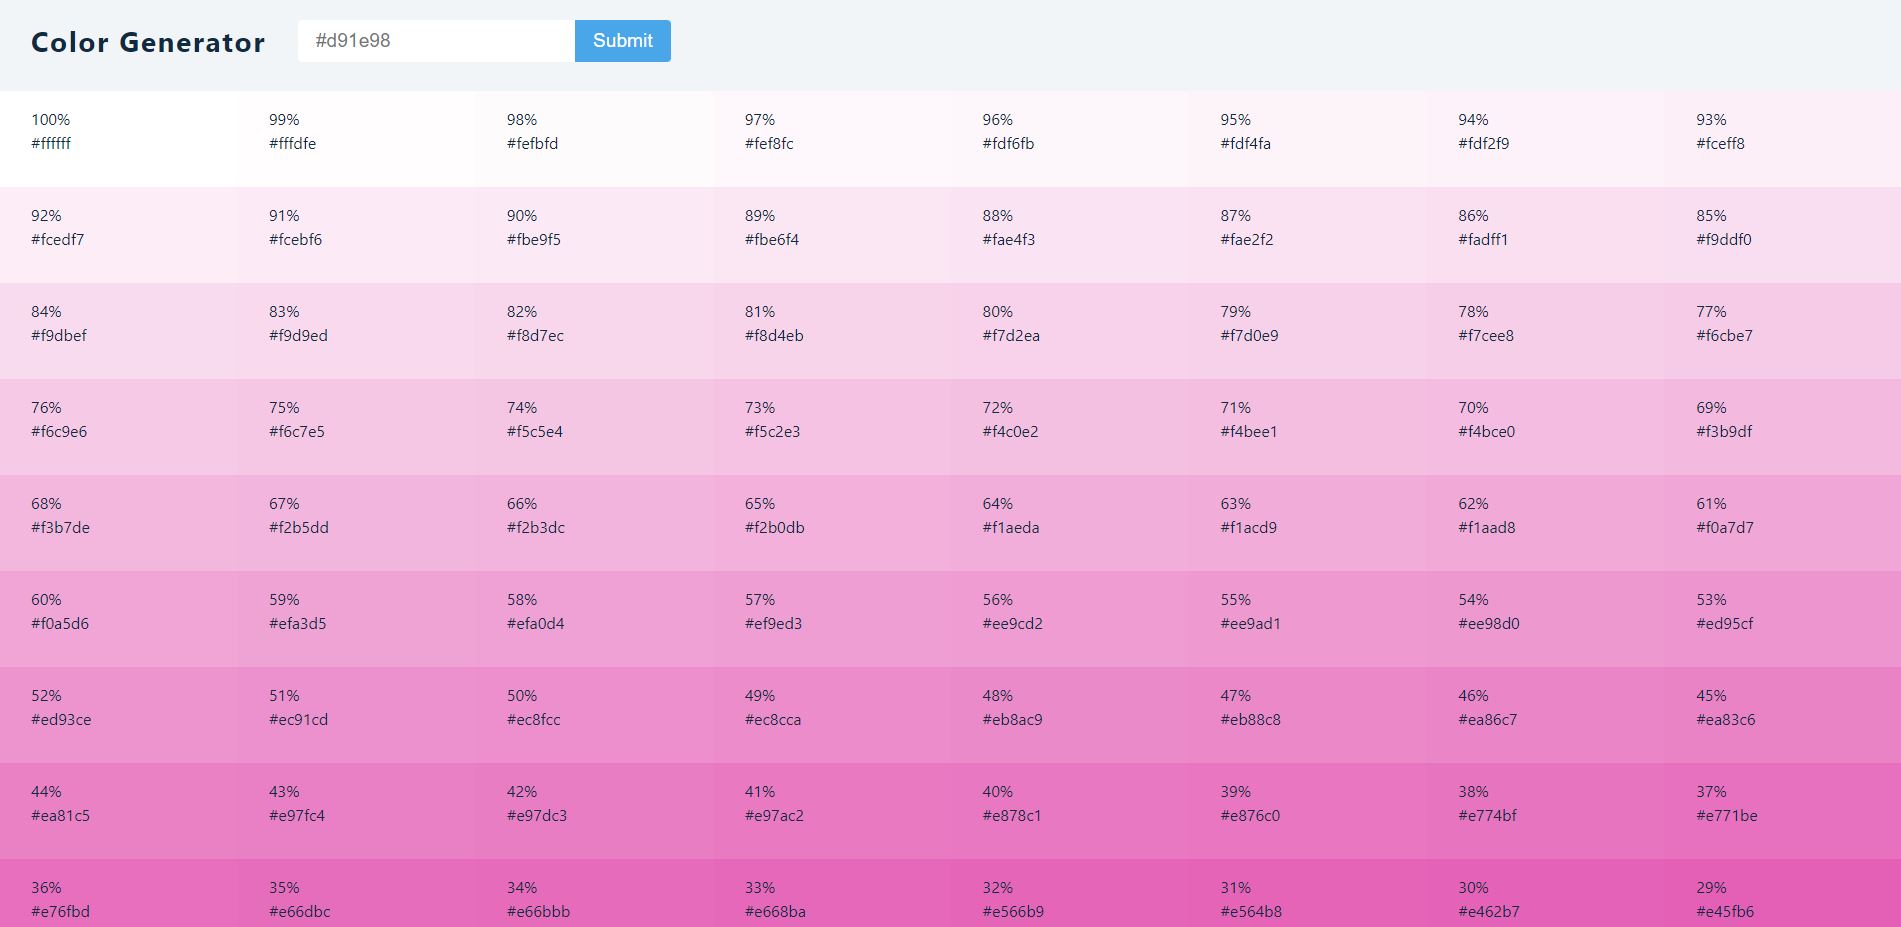 Color Generator #d91e98 Submit
100% 99% 98% 97% 96% 95% 94% 93%
#ffffff #fffdfe #fefbfd #fef8fc #fdf6fb #fdf4fa #fdf2f9 #fceff8
92% 91% 90% 89% 88% 87% 86% 85%
#fcedf7 #fcebf6 #fbe9f5 #fbe6f4 #fae4f3 #fae2f2 #fadff1 #f9ddf0
84% 83% 82% 81% 80% 79% 78% 77%
#f9dbef #f9d9ed #f8d7ec #f8d4eb #f7d2ea #f7d0e9 #f7cee8 #f6cbe7
76% 75% 74% 73% 72% 71% 70% 69%
#f6c9e6 #f6c7e5 #f5c5e4 #f5c2e3 #f4c0e2 #f4bee1 #f4bce0 #f3b9df
68% 67% 66% 65% 64% 63% 62% 61%
#f3b7de #f2b5dd #f2b3dc #f2b0db #f1aeda #f1acd9 #f1aad8 #f0a7d7
60% 59% 58% 57% 56% 55% 54% 53%
#f0a5d6 #efa3d5 #efa0d4 #ef9ed3 #ee9cd2 #ee9ad1 #ee98d0 #ed95cf
52% 51% 50% 49% 48% 47% 46% 45%
#ed93ce #ec91cd #ec8fcc #ec8cca #eb8ac9 #eb88c8 #ea86c7 #ea83c6
44% 43% 42% 41% 40% 39% 38% 37%
#ea81c5 #e97fc4 #e97dc3 #e97ac2 #e878c1 #e876c0 #e774bf #e771be
36% 35% 34% 33% 32% 31% 30% 29%
#e76fbd #e66dbc #e66bbb #e668ba #e566b9 #e564b8 #e462b7 #e45fb6